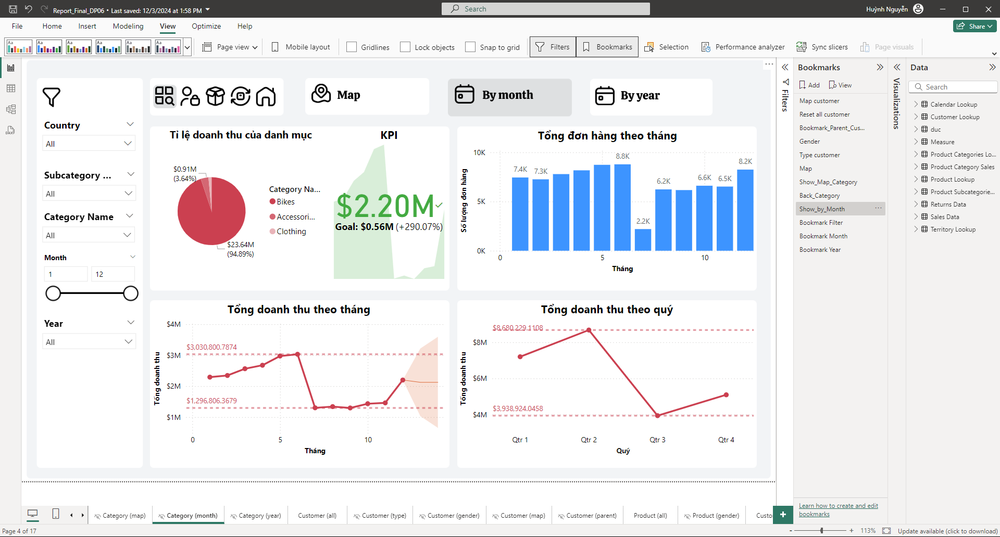 Report_Final_DP06 • Last saved: 12/3/2024 at 1:58 PM
Search
Huỳnh Nguyễn
File
Home
Insert
Modeling
View
Optimize
Help
Share
Aa
Aa
Aa
Aa
Aa
Aa
Page view
Mobile layout
Gridlines
Lock objects
Snap to grid
Filters
Bookmarks
Selection
Performance analyzer
Sync slicers
Page visuals
Map
By month
By year
Country
All
Subcategory ...
All
Category Name
All
Month
1
12
Year
All
Tỉ lệ doanh thu của danh mục
$0.91M
(3.64%)
$23.64M
(94.89%)
Category Na...
Bikes
Accessori...
Clothing
KPI
$2.20M
Goal: $0.56M (+290.07%)
Tổng đơn hàng theo tháng
Số lượng đơn hàng
10K
5K
0K
7.4K
7.3K
8.8K
2.2K
6.2K
6.6K
6.5K
8.2K
0
5
10
Tháng
Tổng doanh thu theo tháng
Tổng doanh thu
$4M
$3M
$2M
$1M
$3,030,800.7874
$1,296,806.3679
0
5
10
Tháng
Tổng doanh thu theo quý
Tổng doanh thu
$8M
$6M
$4M
$8,680,229.1108
$3,938,924.0458
Qtr 1
Qtr 2
Qtr 3
Qtr 4
Quý
Filters
Bookmarks
Add
View
Map customer
Reset all customer
Bookmark_Parent_Cus...
Gender
Type customer
Map
Show_Map_Category
Back_Category
Show_by_Month
Bookmark Filter
Bookmark Month
Bookmark Year
Learn how to create and edit
bookmarks
Visualizations
Data
Search
Calendar Lookup
Customer Lookup
duc
Measure
Product Categories Lo...
Product Category Sales
Product Lookup
Product Subcategorie...
Returns Data
Sales Data
Territory Lookup
DAX
Category (map)
Category (month)
Category (year)
Customer (all)
Customer (type)
Customer (gender)
Customer (map)
Customer (parent)
Product (all)
Product (gender)
Custo
Page 4 of 17
113%
Update available (click to download)